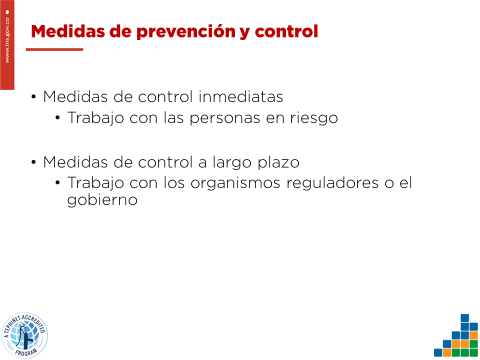 www.ins.gov.co
Medidas de prevención y control
• Medidas de control inmediatas
• Trabajo con las personas en riesgo
• Medidas de control a largo plazo
• Trabajo con los organismos reguladores o el
gobierno
A TEPHINET ACCREDITED
PROGRAM